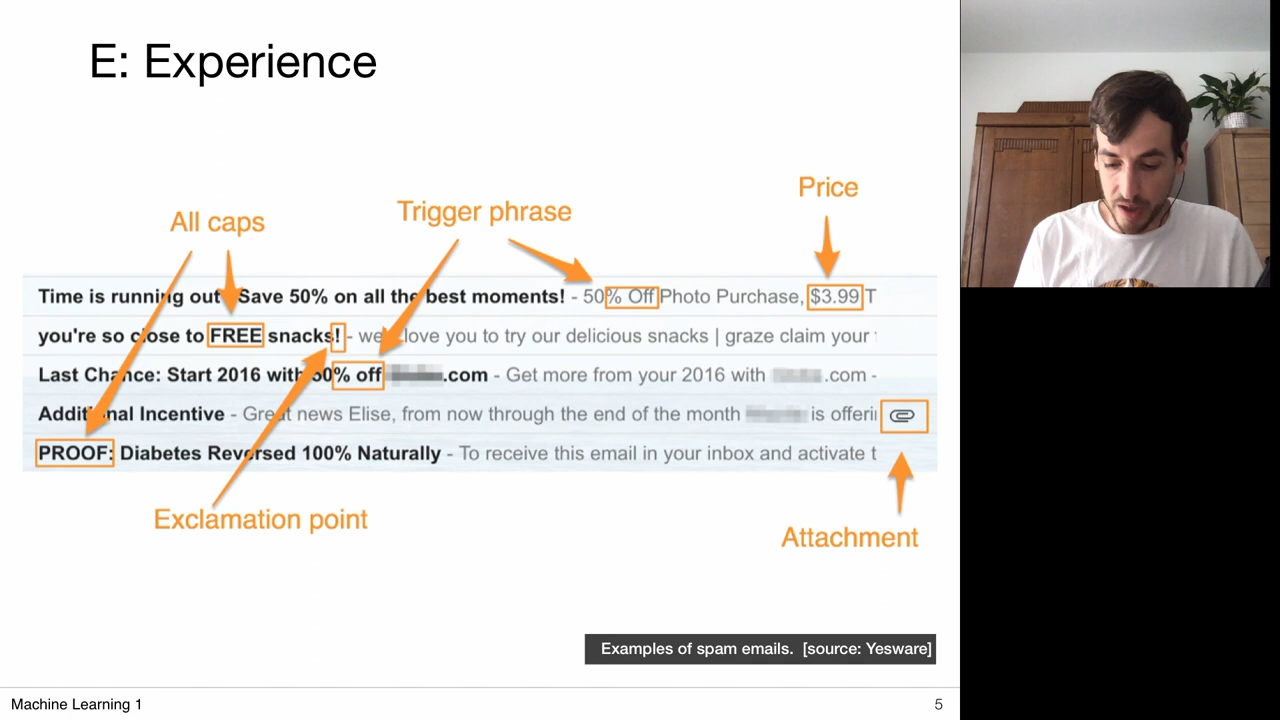 E: Experience
Price
Trigger phrase
All caps
Time is running out Save 50% on all the best moments! - 50% Off Photo Purchase, $3.99 T
you're so close to FREE snacks! - we love you to try our delicious snacks | graze claim your
Last Chance: Start 2016 with 50% off .com - Get more from your 2016 with .com -
Additional Incentive - Great news Elise, from now through the end of the month is offeri
PROOF: Diabetes Reversed 100% Naturally - To receive this email in your inbox and activate t
Exclamation point
Attachment
Examples of spam emails. [source: Yesware]
Machine Learning 1
5